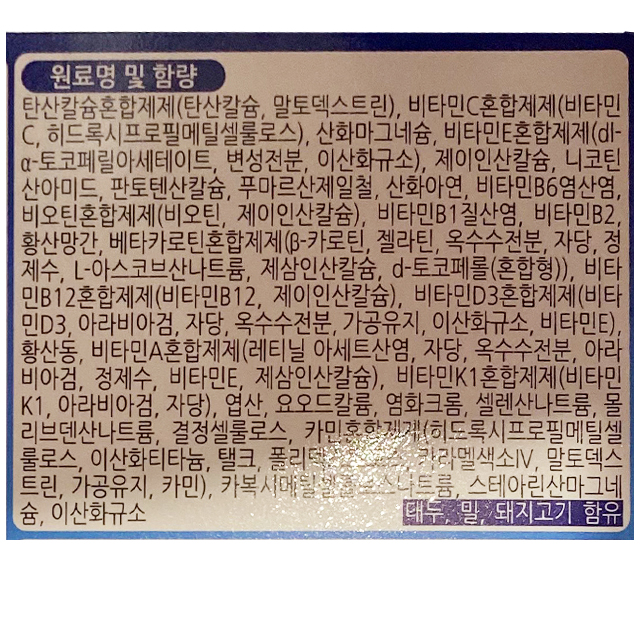 원료명 및 함량
탄산칼슘혼합제제(탄산칼슘, 말토덱스트린), 비타민C혼합제제(비타민
C, 히드록시프로필메틸셀룰로스), 산화마그네슘, 비타민E혼합제제(dl-
α-토코페릴아세테이트, 변성전분, 이산화규소), 제이인산칼슘, 니코틴
산아미드, 판토텐산칼슘, 푸마르산제일철, 산화아연, 비타민B6염산염,
비오틴혼합제제(비오틴, 제이인산칼슘), 비타민B1질산염, 비타민B2,
황산망간, 베타카로틴혼합제제(β-카로틴, 젤라틴, 옥수수전분, 자당, 정
제수, L-아스코브산나트륨, 제삼인산칼슘, d-토코페롤(혼합형)), 비타
민B12혼합제제(비타민B12, 제이인산칼슘), 비타민D3혼합제제(비타
민D3, 아라비아검, 자당, 옥수수전분, 가공유지, 이산화규소, 비타민E),
황산동, 비타민A혼합제제(레티닐 아세트산염, 자당, 옥수수전분, 아라
비아검, 정제수, 비타민E, 제삼인산칼슘), 비타민K1혼합제제(비타민
K1, 아라비아검, 자당), 엽산, 요오드칼륨, 염화크롬, 셀렌산나트륨, 몰
리브덴산나트륨, 결정셀룰로스, 카민혼합제제(히드록시프로필메틸셀
룰로스, 이산화티타늄, 탤크, 카라멜색소IV, 말토덱스
트린, 가공유지, 카민), 카복시메틸셀룰로스나트륨, 스테아린산마그네
슘, 이산화규소
대두, 밀, 돼지고기 함유